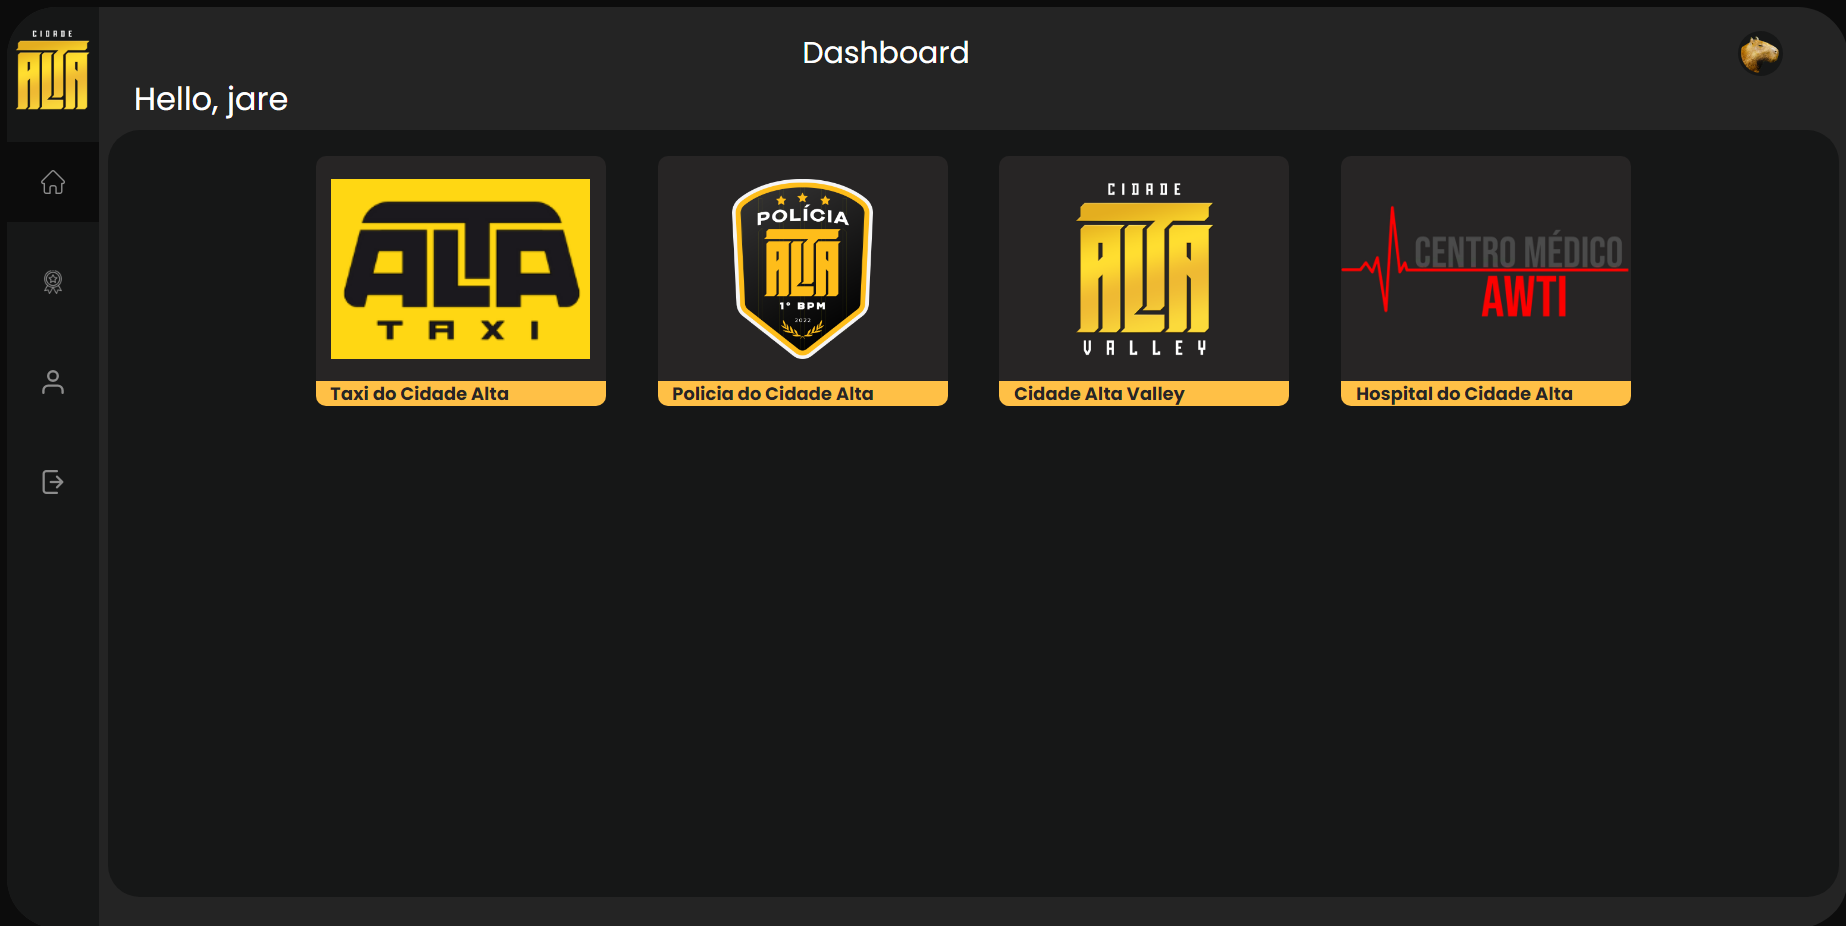 CIDADE
ALTA
Dashboard
Hello, jare
ALTA
TAXI
Taxi do Cidade Alta
POLÍCIA
ALTA
1º BPM
2022
Policia do Cidade Alta
CIDADE
ALTA
VALLEY
Cidade Alta Valley
CENTRO MÉDICO
AWTI
Hospital do Cidade Alta